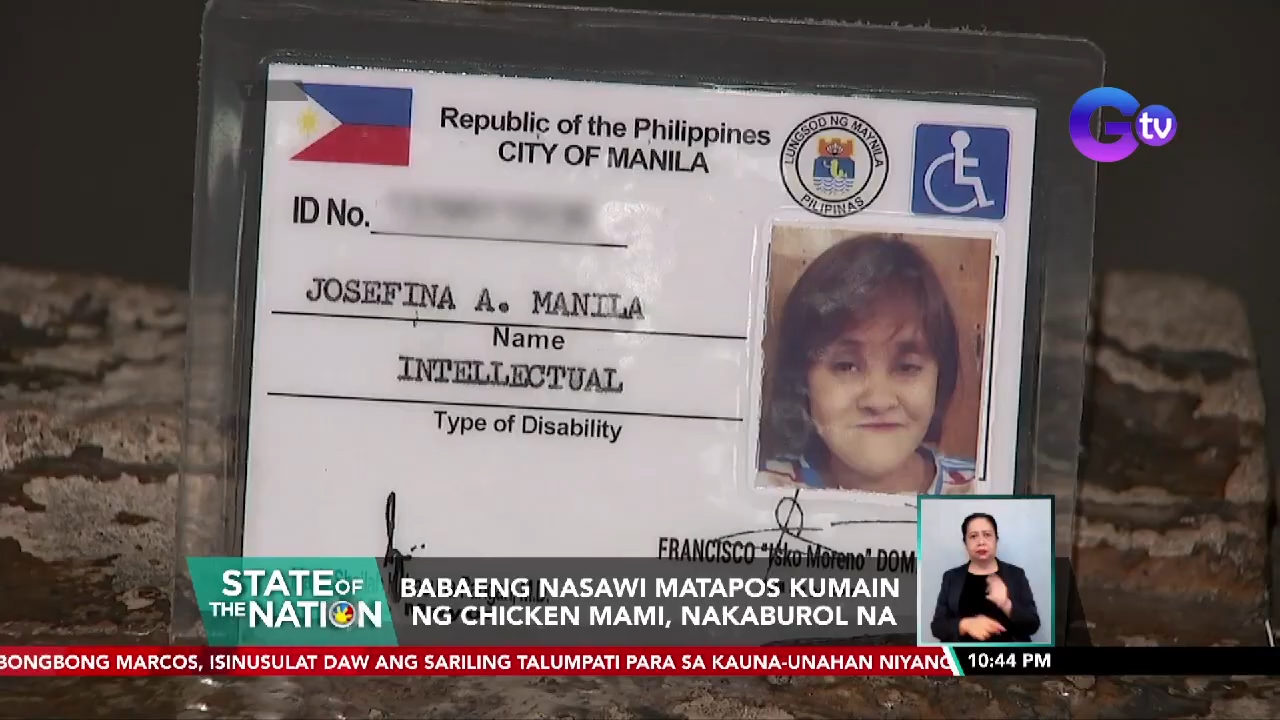 Republic of the Philippines
CITY OF MANILA
LUNGSOD NG MAYNILA
PILIPINAS
GTV
ID No.
JOSEFINA A. MANILA
Name
INTELLECTUAL
Type of Disability
FRANCISCO "Isko Moreno" DOM
STATE OF
THE NATION
BABAENG NASAWI MATAPOS KUMAIN
NG CHICKEN MAMI, NAKABUROL NA
BONGBONG MARCOS, ISINUSULAT DAW ANG SARILING TALUMPATI PARA SA KAUNA-UNAHAN NIYANG
10:44 PM